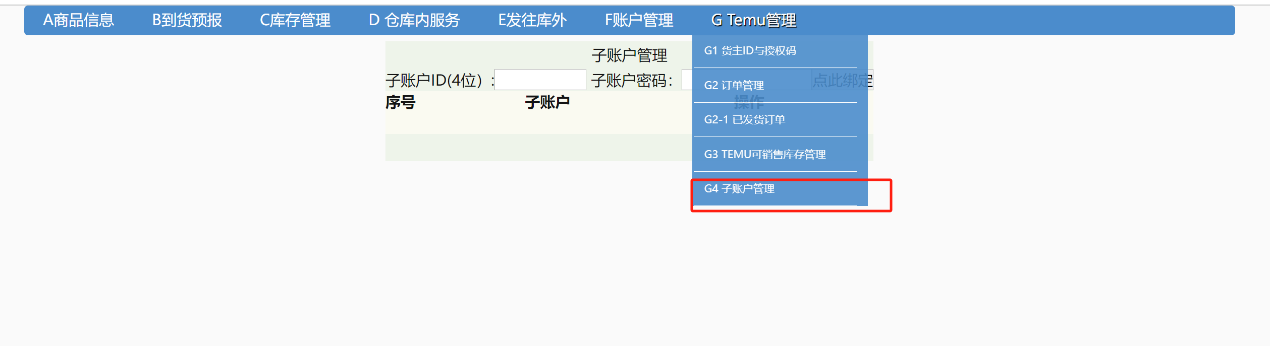 A商品信息 B到货预报 C库存管理 D 仓库内服务 E发往库外 F账户管理 G Temu管理
子账户管理
G1 货主ID与授权码
子账户ID(4位）: 子账户密码： 点此绑定
G2 订单管理
序号 子账户 操作
G2-1 已发货订单
G3 TEMU可销售库存管理
G4 子账户管理